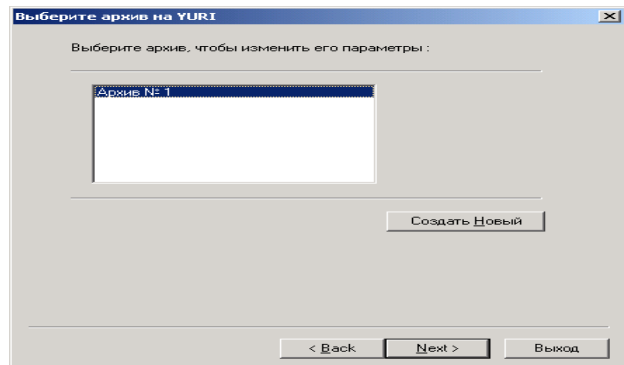 Выберите архив на YURI
Выберите архив, чтобы изменить его параметры :
Архив № 1
Создать Новый
< Back
Next >
Выход